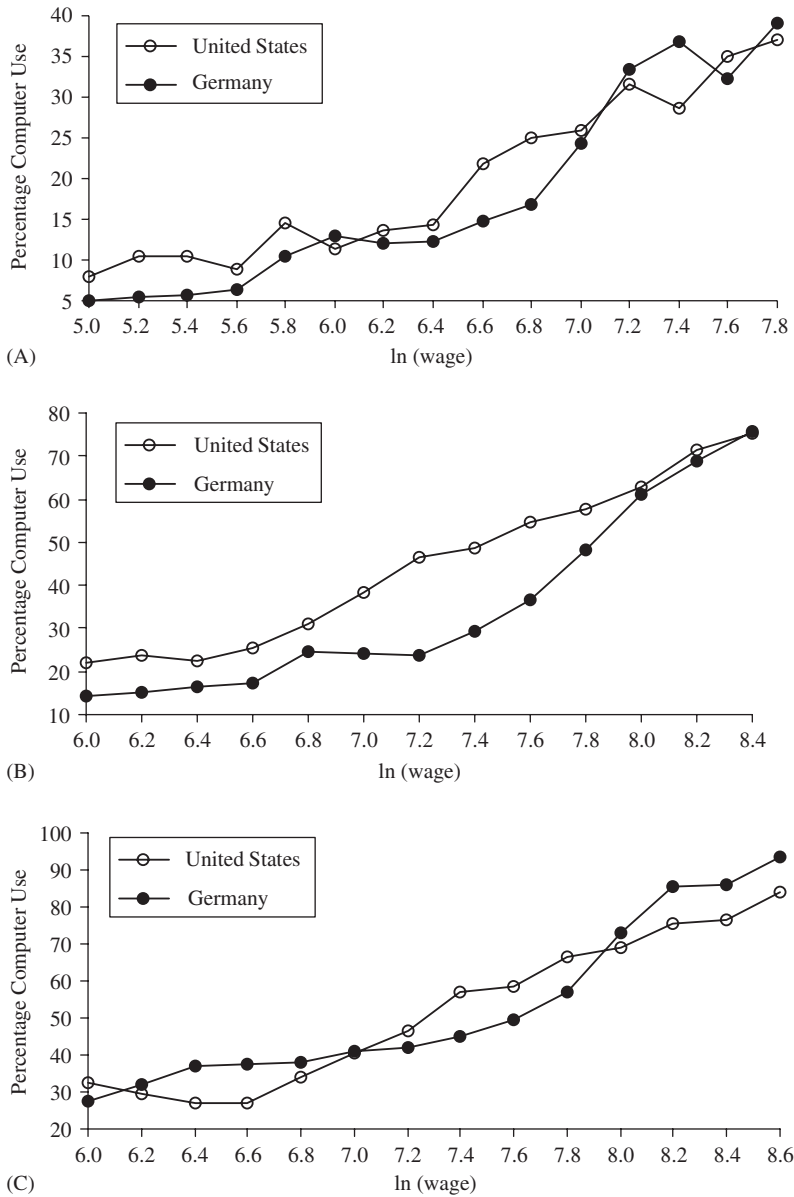 40
35
30
25
20
15
10
5
Percentage Computer Use
United States
Germany
5.0 5.2 5.4 5.6 5.8 6.0 6.2 6.4 6.6 6.8 7.0 7.2 7.4 7.6 7.8
ln (wage)
(A)
80
70
60
50
40
30
20
10
Percentage Computer Use
United States
Germany
6.0 6.2 6.4 6.6 6.8 7.0 7.2 7.4 7.6 7.8 8.0 8.2 8.4
ln (wage)
(B)
100
90
80
70
60
50
40
30
20
Percentage Computer Use
United States
Germany
6.0 6.2 6.4 6.6 6.8 7.0 7.2 7.4 7.6 7.8 8.0 8.2 8.4 8.6
ln (wage)
(C)